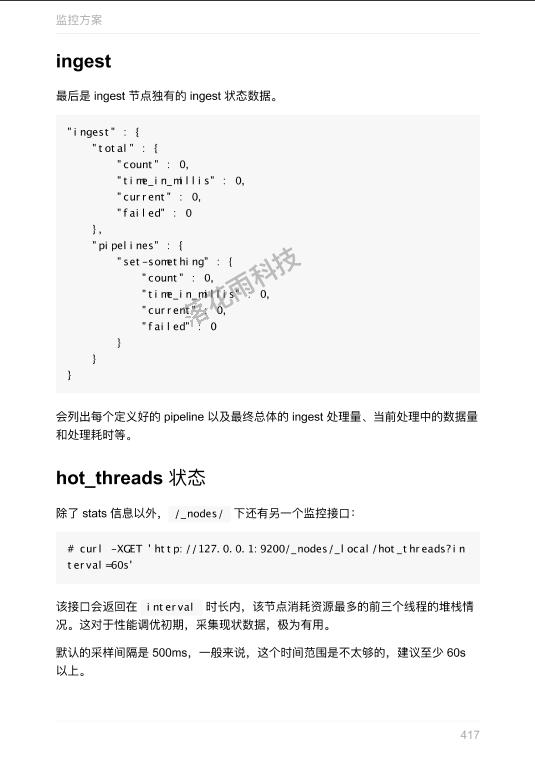 监控方案
ingest
最后是 ingest 节点独有的 ingest 状态数据。
"ingest" : {
    "total" : {
        "count" : 0,
        "time_in_millis" : 0,
        "current" : 0,
        "failed" : 0
    },
    "pipelines" : {
        "set-something" : {
            "count" : 0,
            "time_in_millis" : 0,
            "current" : 0,
            "failed" : 0
        }
    }
}
落花雨科技
会列出每个定义好的 pipeline 以及最终总体的 ingest 处理量、当前处理中的数据量
和处理耗时等。
hot_threads 状态
除了 stats 信息以外， /_nodes/ 下还有另一个监控接口：
# curl -XGET 'http://127.0.0.1:9200/_nodes/_local/hot_threads?in
terval=60s'
该接口会返回在 interval 时长内，该节点消耗资源最多的前三个线程的堆栈情
况。这对于性能调优初期，采集现状数据，极为有用。
默认的采样间隔是 500ms，一般来说，这个时间范围是不太够的，建议至少 60s
以上。
417